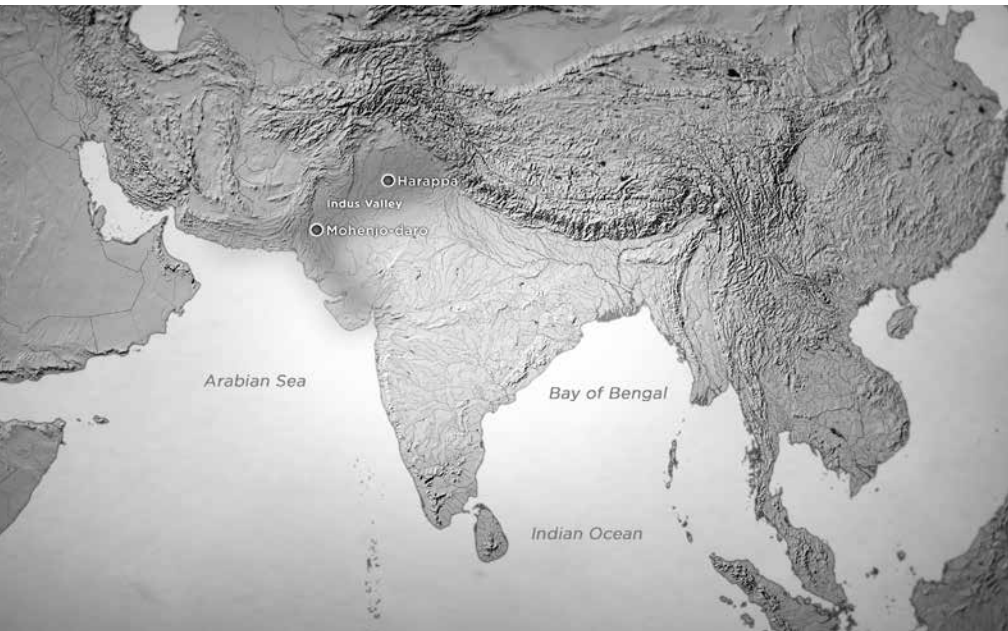 Harappa
Indus Valley
Mohenjo-daro
Arabian Sea
Bay of Bengal
Indian Ocean